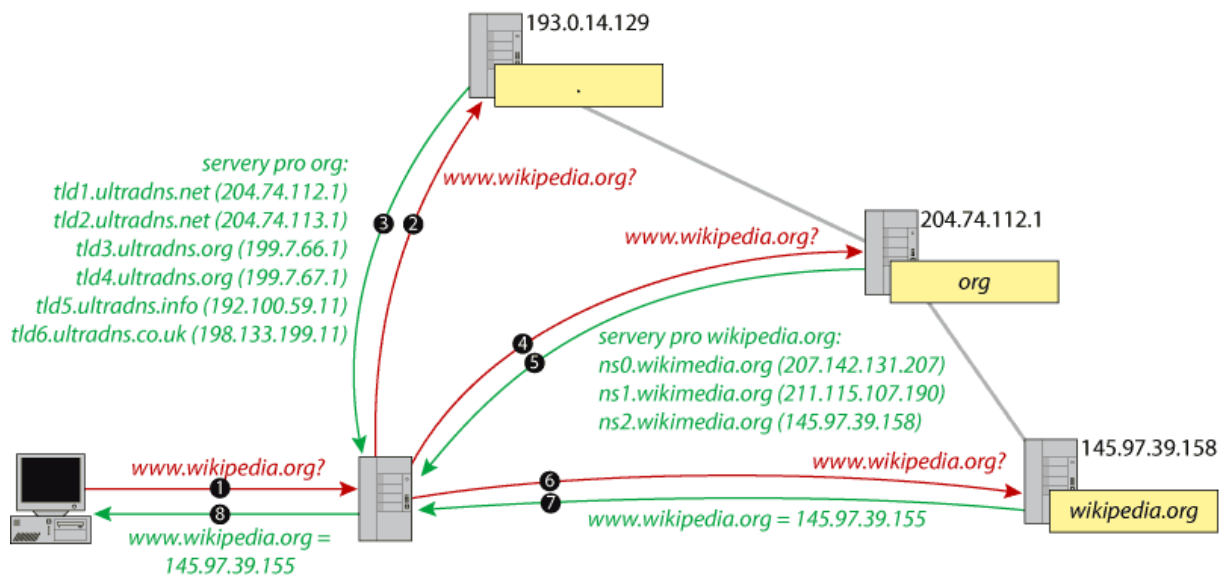 193.0.14.129
.
servery pro org:
tld1.ultradns.net (204.74.112.1)
tld2.ultradns.net (204.74.113.1)
tld3.ultradns.org (199.7.66.1)
tld4.ultradns.org (199.7.67.1)
tld5.ultradns.info (192.100.59.11)
tld6.ultradns.co.uk (198.133.199.11)
3
2
www.wikipedia.org?
204.74.112.1
org
www.wikipedia.org?
4
5
servery pro wikipedia.org:
ns0.wikimedia.org (207.142.131.207)
ns1.wikimedia.org (211.115.107.190)
ns2.wikimedia.org (145.97.39.158)
145.97.39.158
wikipedia.org
www.wikipedia.org?
1
8
www.wikipedia.org =
145.97.39.155
www.wikipedia.org?
6
7
www.wikipedia.org = 145.97.39.155